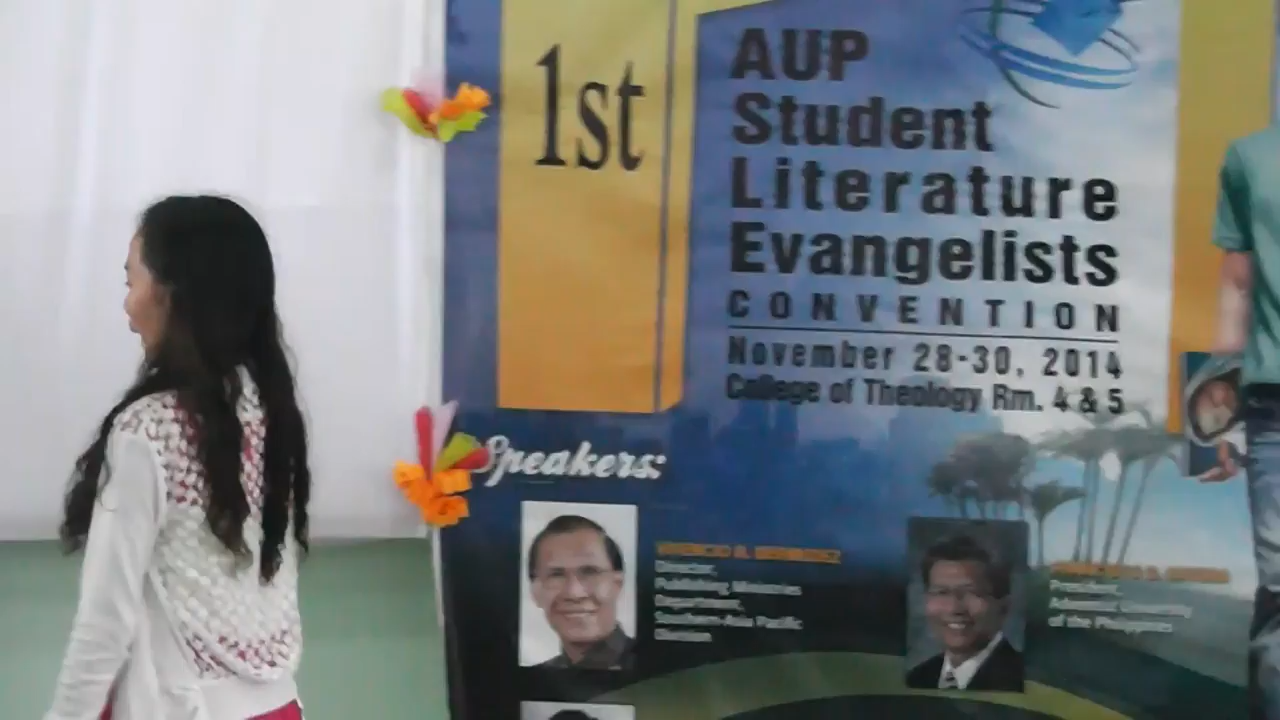 1st
AUP
Student
Literature
Evangelists
CONVENTION
November 28-30, 2014
College of Theology Rm. 4 & 5
Speakers:
Director,
Publishing Ministries
Department,
Southern-Asia Pacific
Division
President,
Adventist University
of the Philippines